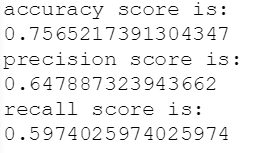 accuracy score is:
0.7565217391304347
precision score is:
0.647887323943662
recall score is:
0.5974025974025974